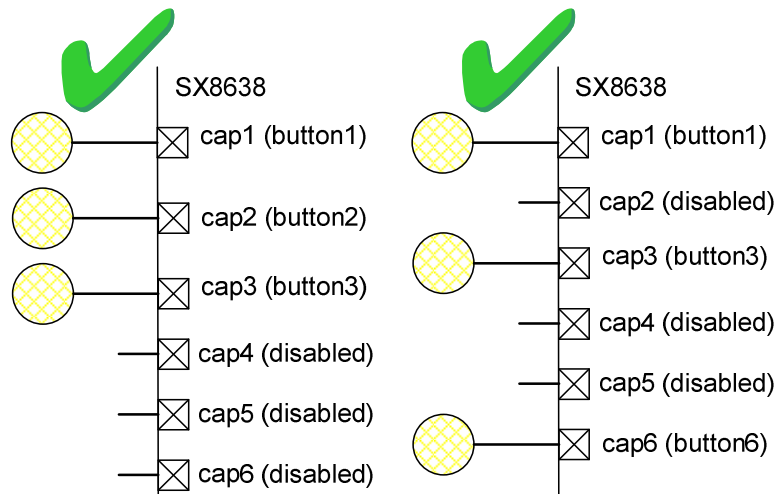 SX8638
cap1 (button1)
cap2 (button2)
cap3 (button3)
cap4 (disabled)
cap5 (disabled)
cap6 (disabled)
SX8638
cap1 (button1)
cap2 (disabled)
cap3 (button3)
cap4 (disabled)
cap5 (disabled)
cap6 (button6)